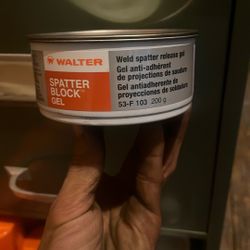 WALTER
SPATTER
BLOCK
GEL
Weld spatter release gel
Gel anti-adhérent
de projections de soudure
Gel antiadherente de
proyecciones de soldadura
53-F 103 200 g